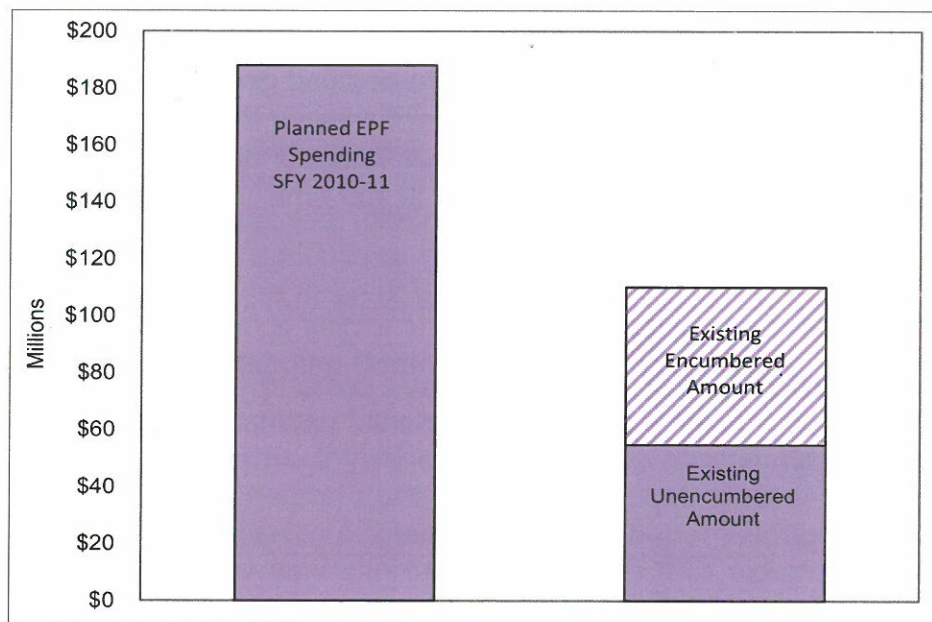 $200
$180
$160
$140
$120
$100
$80
$60
$40
$20
$0
Millions
Planned EPF
Spending
SFY 2010-11
Existing
Encumbered
Amount
Existing
Unencumbered
Amount